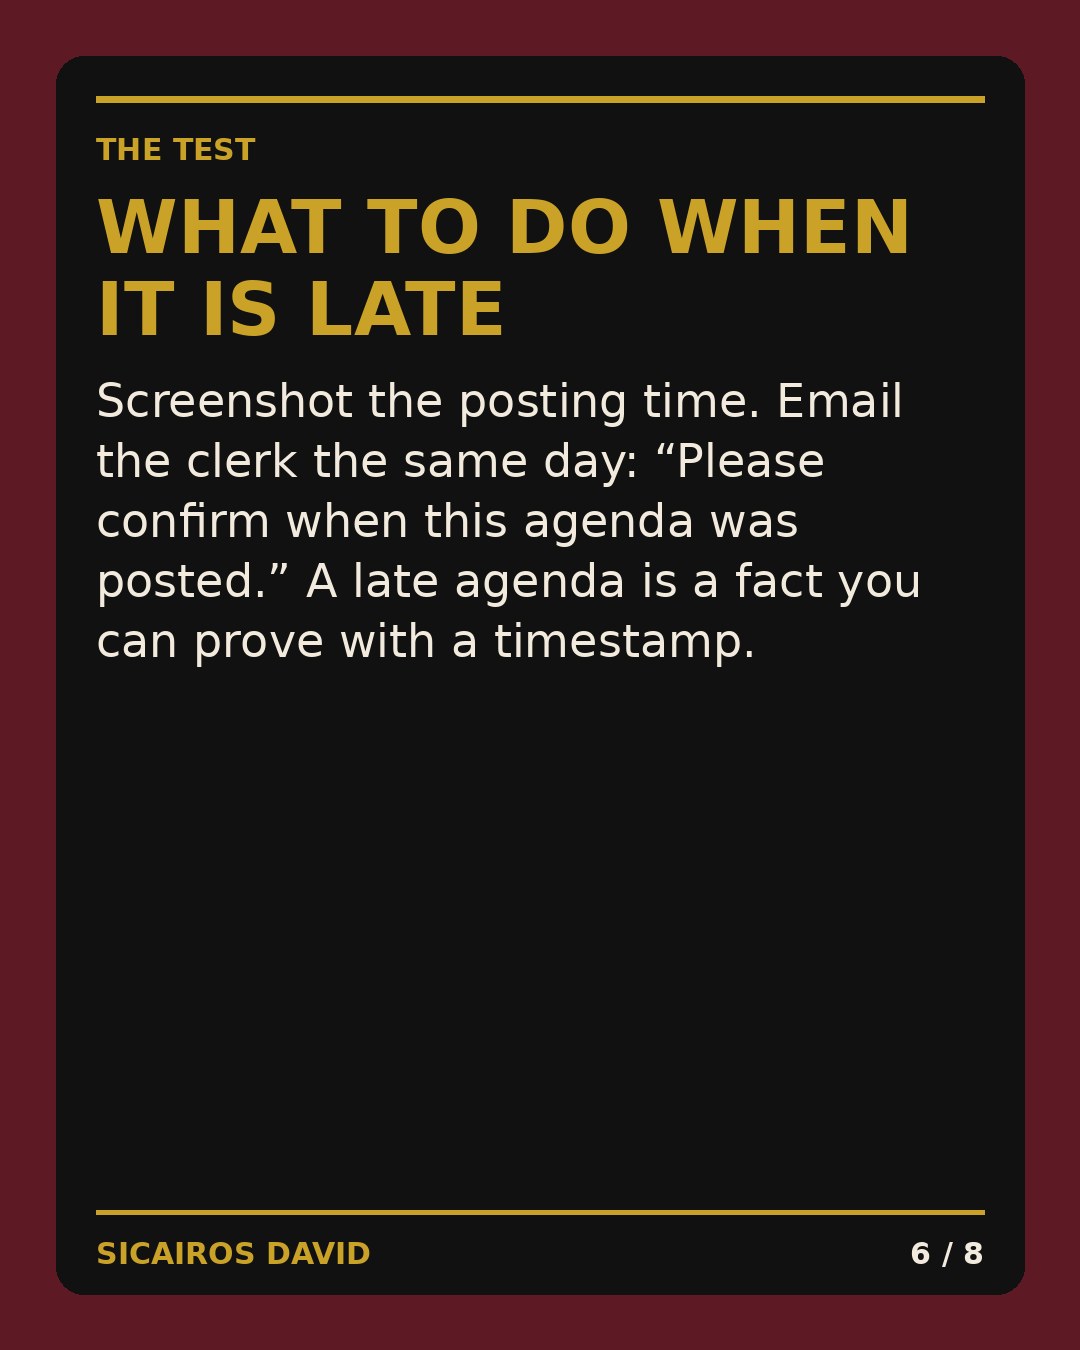 THE TEST
WHAT TO DO WHEN
IT IS LATE
Screenshot the posting time. Email
the clerk the same day: “Please
confirm when this agenda was
posted.” A late agenda is a fact you
can prove with a timestamp.
SICAIROS DAVID
6 / 8